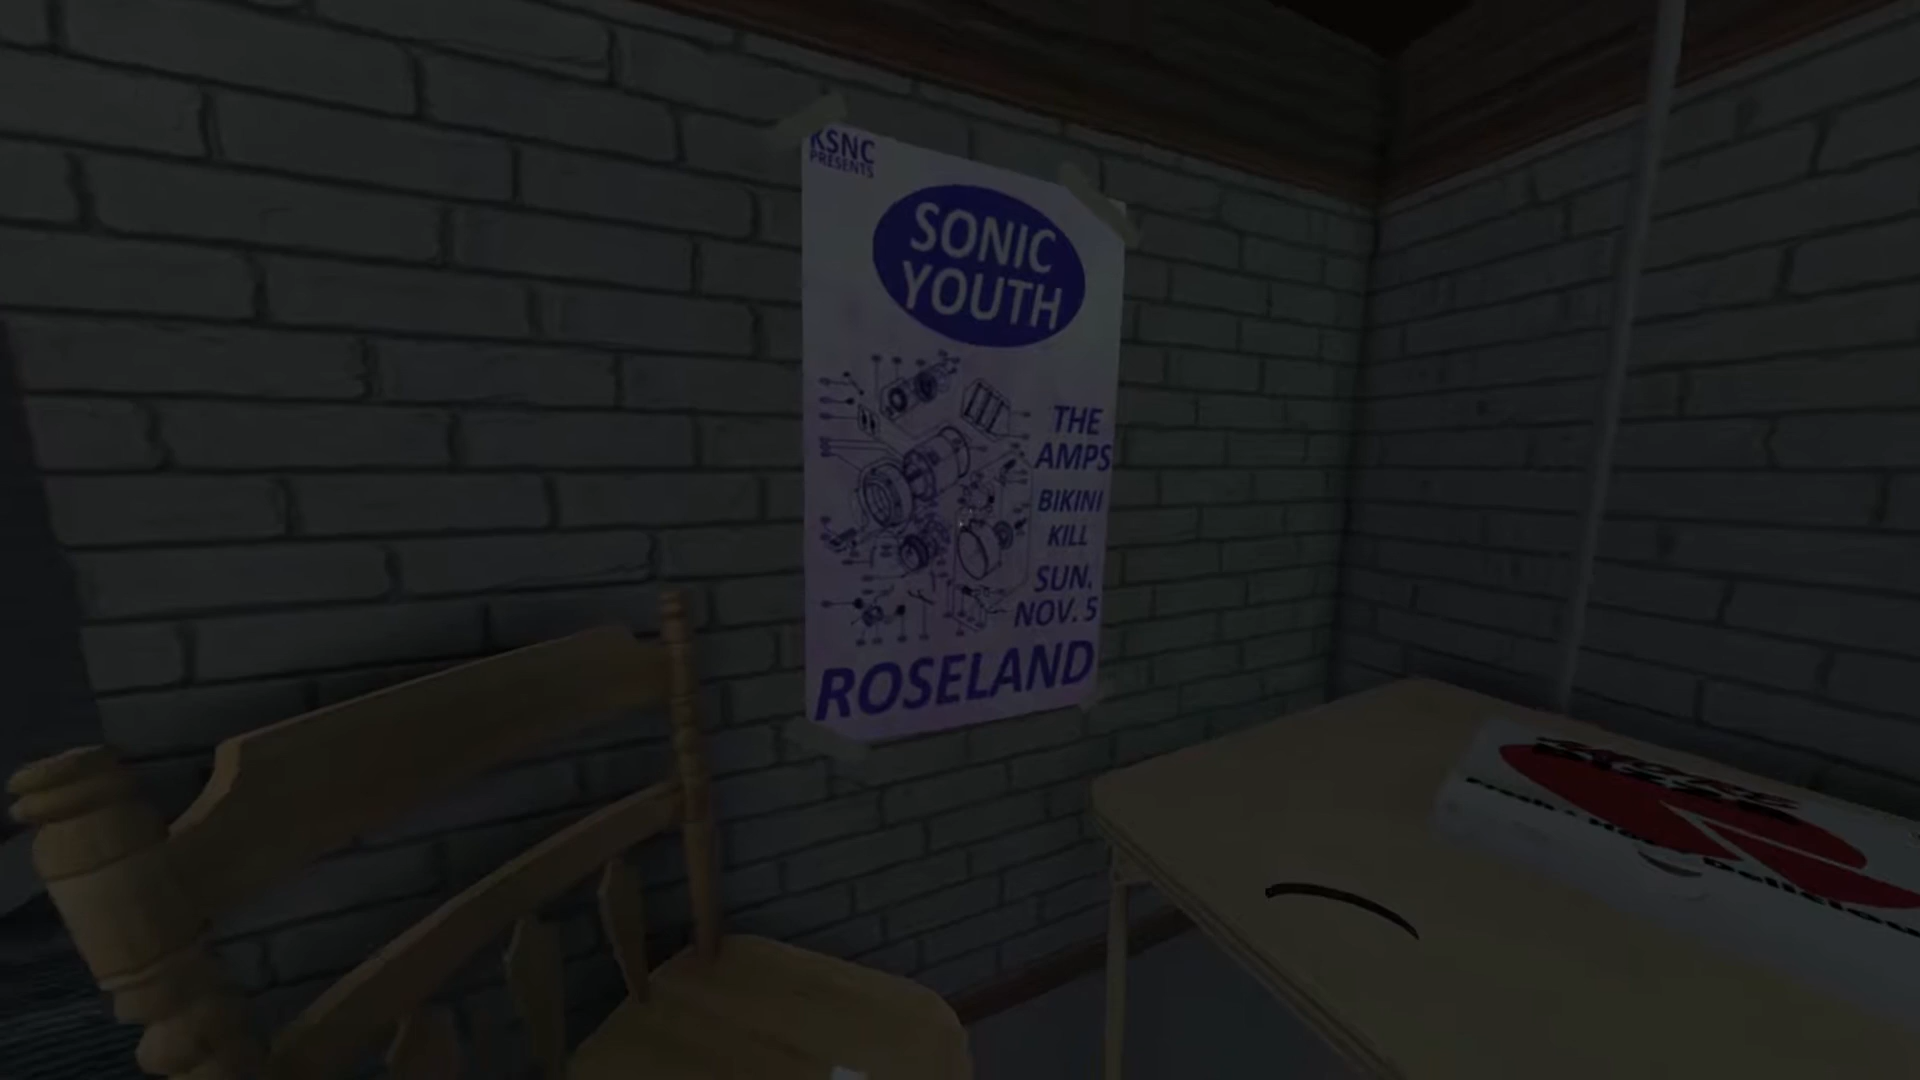 KSNC
PRESENTS
SONIC
YOUTH
THE
AMPS
BIKINI
KILL
SUN.
NOV. 5
ROSELAND